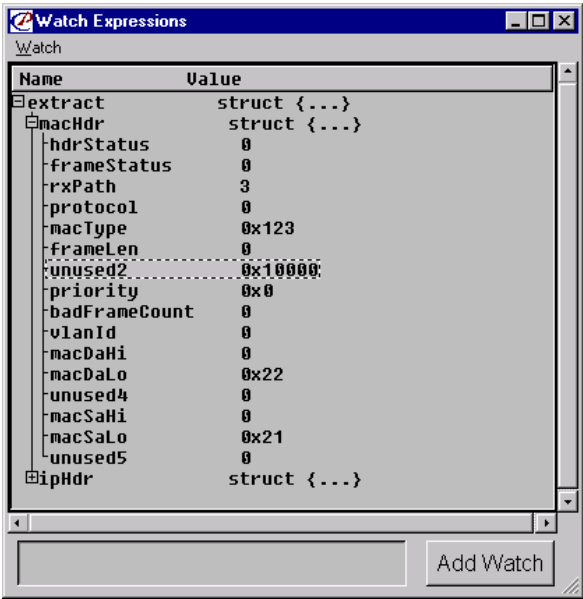 Watch Expressions
Watch
Name Value
extract struct {...}
macHdr struct {...}
hdrStatus 0
frameStatus 0
rxPath 3
protocol 0
macType 0x123
frameLen 0
unused2 0x10000
priority 0x0
badFrameCount 0
vlanId 0
macDaHi 0
macDaLo 0x22
unused4 0
macSaHi 0
macSaLo 0x21
unused5 0
ipHdr struct {...}
Add Watch